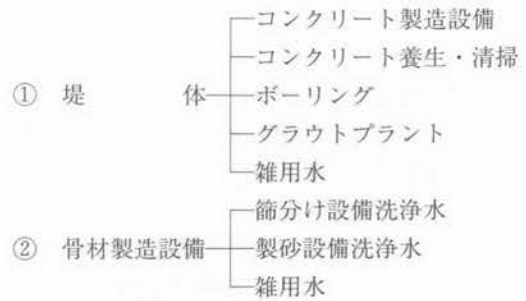 コンクリート製造設備
コンクリート養生・清掃
① 堤体 ボーリング
グラウトプラント
雑用水
篩分け設備洗浄水
② 骨材製造設備 製砂設備洗浄水
雑用水